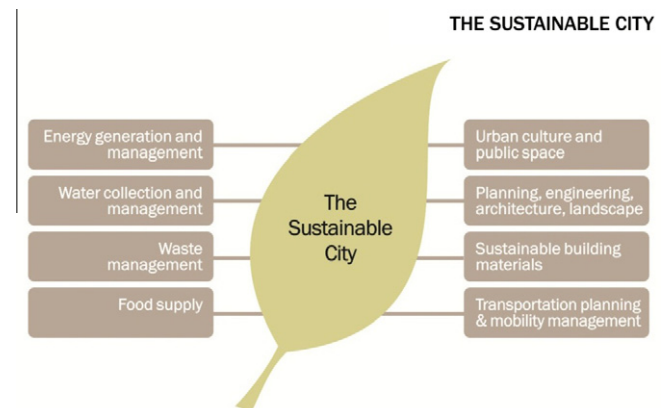 THE SUSTAINABLE CITY
Energy generation and
management
Water collection and
management
Waste
management
Food supply
The
Sustainable
City
Urban culture and
public space
Planning, engineering,
architecture, landscape
Sustainable building
materials
Transportation planning
& mobility management